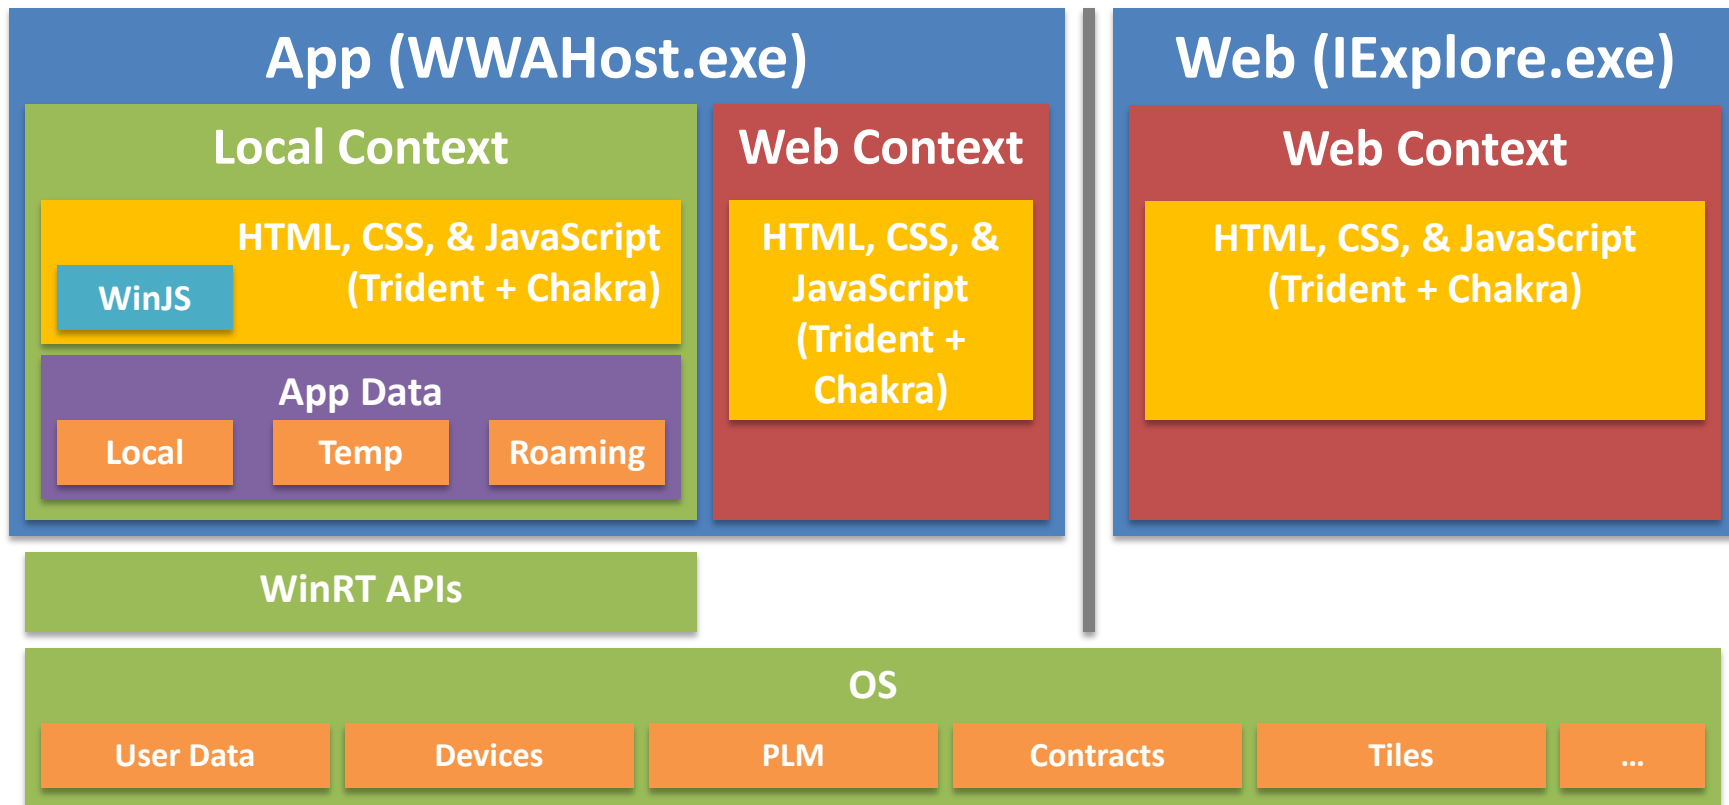 App (WWAHost.exe)
Local Context
HTML, CSS, & JavaScript
(Trident + Chakra)
WinJS
App Data
Local
Temp
Roaming
Web Context
HTML, CSS, &
JavaScript
(Trident +
Chakra)
Web (IExplore.exe)
Web Context
HTML, CSS, & JavaScript
(Trident + Chakra)
WinRT APIs
OS
User Data
Devices
PLM
Contracts
Tiles
...